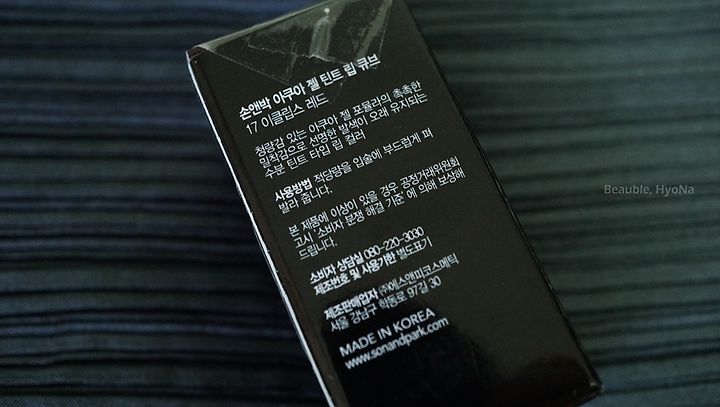 손앤박 아쿠아 젤 틴트 립 큐브
17 이클립스 레드
청량감 있는 아쿠아 젤 포뮬라의 촉촉한
밀착감으로 선명한 발색이 오래 유지되는
수분 틴트 타입 립 컬러
사용방법 적당량을 입술에 부드럽게 펴
발라 줍니다.
본 제품에 이상이 있을 경우 공정거래위원회
고시 '소비자 분쟁 해결 기준'에 의해 보상해
드립니다.
소비자 상담실 080-220-3030
제조번호 및 사용기한 별도표기
제조판매업자 ㈜에스앤피코스메틱
서울 강남구 학동로 97길 30
MADE IN KOREA
www.sonandpark.com
Beauble, HyoNa